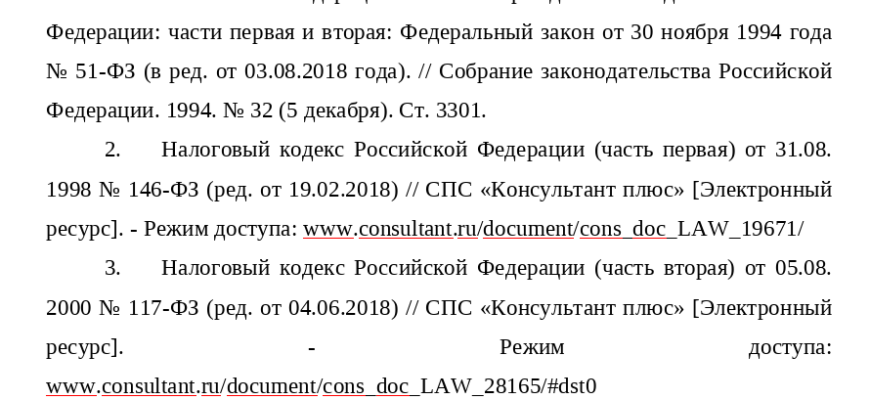 Федерации: части первая и вторая: Федеральный закон от 30 ноября 1994 года
№ 51-ФЗ (в ред. от 03.08.2018 года). // Собрание законодательства Российской
Федерации. 1994. № 32 (5 декабря). Ст. 3301.
2. Налоговый кодекс Российской Федерации (часть первая) от 31.08.
1998 № 146-ФЗ (ред. от 19.02.2018) // СПС «Консультант плюс» [Электронный
ресурс]. - Режим доступа: www.consultant.ru/document/cons_doc_LAW_19671/
3. Налоговый кодекс Российской Федерации (часть вторая) от 05.08.
2000 № 117-ФЗ (ред. от 04.06.2018) // СПС «Консультант плюс» [Электронный
ресурс]. - Режим доступа:
www.consultant.ru/document/cons_doc_LAW_28165/#dst0